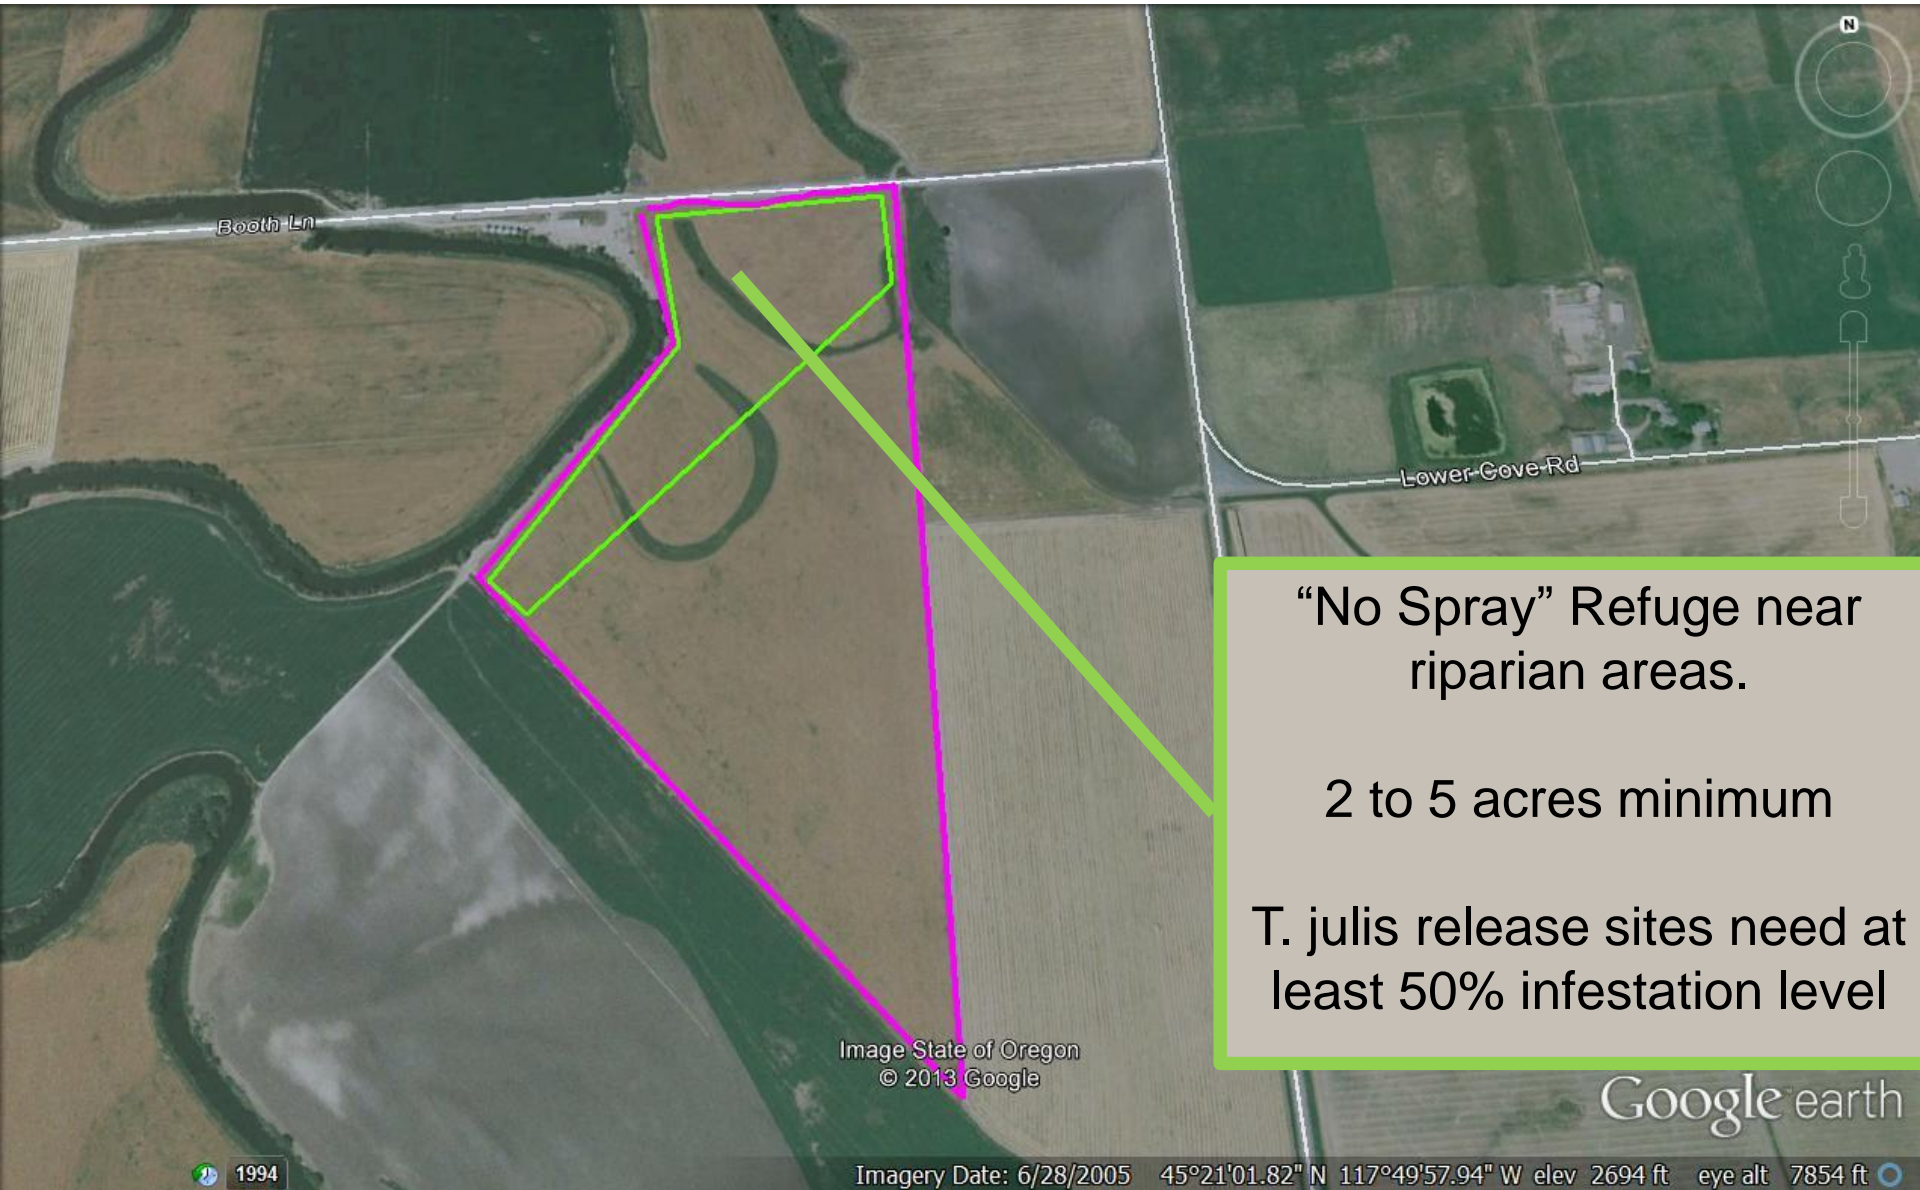 N
Booth Ln
Lower Cove Rd
“No Spray” Refuge near
riparian areas.
2 to 5 acres minimum
T. julis release sites need at
least 50% infestation level
Image State of Oregon
© 2013 Google
Google earth
1994
Imagery Date: 6/28/2005 45°21'01.82" N 117°49'57.94" W elev 2694 ft eye alt 7854 ft